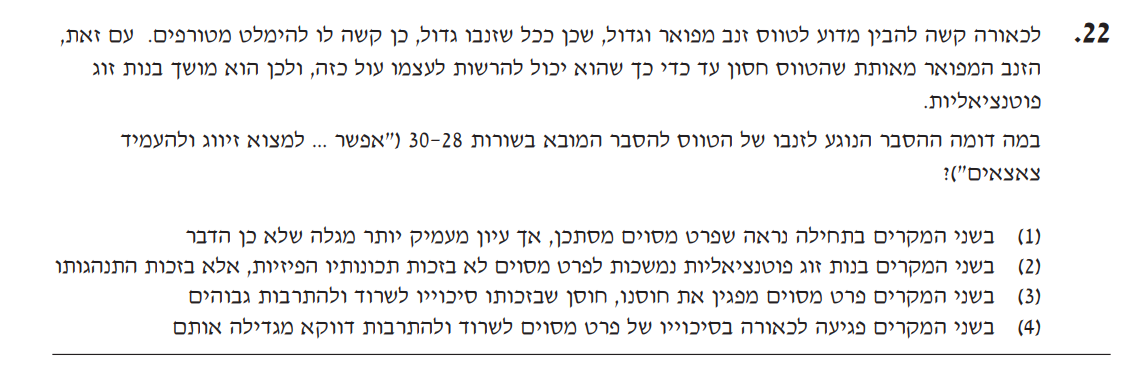 22. לכאורה קשה להבין מדוע לטווס זנב מפואר וגדול, שכן ככל שזנבו גדול, כן קשה לו להימלט מטורפים. עם זאת,
הזנב המפואר מאותת שהטווס חסון עד כדי כך שהוא יכול להרשות לעצמו עול כזה, ולכן הוא מושך בנות זוג
פוטנציאליות.
במה דומה ההסבר הנוגע לזנבו של הטווס להסבר המובא בשורות 28-30 ("אפשר ... למצוא זיווג ולהעמיד
צאצאים")?
(1) בשני המקרים בתחילה נראה שפרט מסוים מסתכן, אך עיון מעמיק יותר מגלה שלא כן הדבר
(2) בשני המקרים בנות זוג פוטנציאליות נמשכות לפרט מסוים לא בזכות תכונותיו הפיזיות, אלא בזכות התנהגותו
(3) בשני המקרים פרט מסוים מפגין את חוסנו, חוסן שבזכותו סיכוייו לשרוד ולהתרבות גבוהים
(4) בשני המקרים פגיעה לכאורה בסיכוייו של פרט מסוים לשרוד ולהתרבות דווקא מגדילה אותם